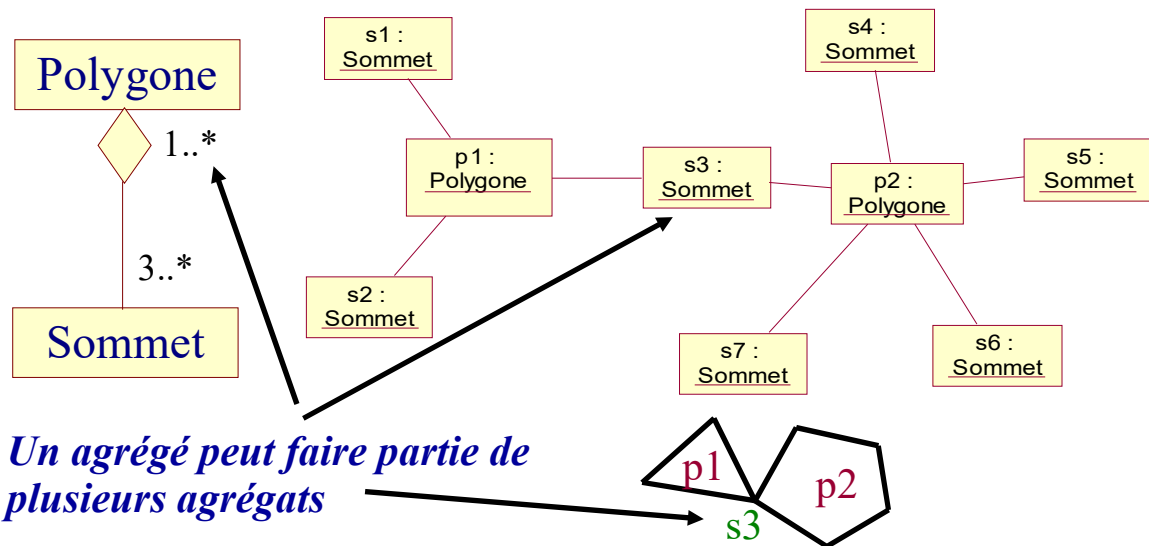 Polygone
1..*
3..*
Sommet
s1 :
Sommet
p1 :
Polygone
s2 :
Sommet
s3 :
Sommet
s4 :
Sommet
p2 :
Polygone
s5 :
Sommet
s7 :
Sommet
s6 :
Sommet
Un agrégé peut faire partie de
plusieurs agrégats
p1
p2
s3